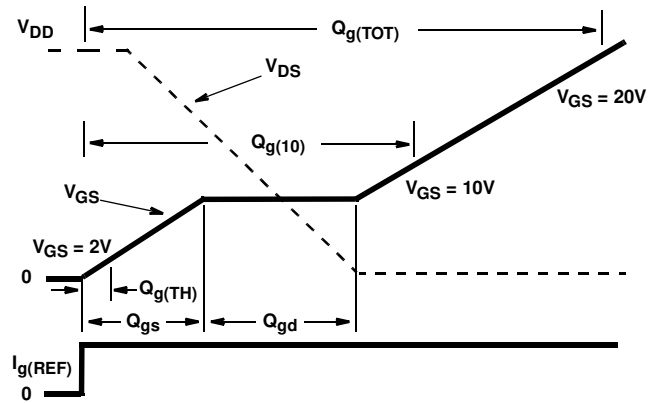 V_DD
Q_g(TOT)
V_DS
V_GS = 20V
Q_g(10)
V_GS
V_GS = 10V
V_GS = 2V
0
Q_g(TH)
Q_gs
Q_gd
I_g(REF)
0